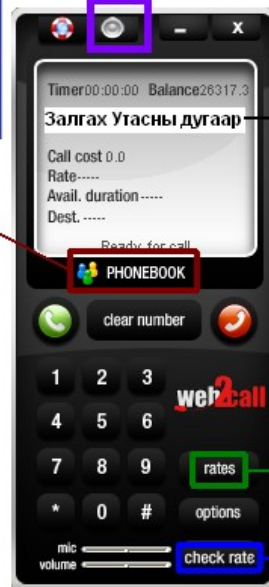 – x
Timer00:00:00 Balance26317.3
Залгах Утасны дугаар
Call cost 0.0
Rate-----
Avail. duration-----
Dest. -----
Ready for call
PHONEBOOK
clear number
1 2 3
web2call
4 5 6
7 8 9 rates
* 0 # options
mic
volume
check rate